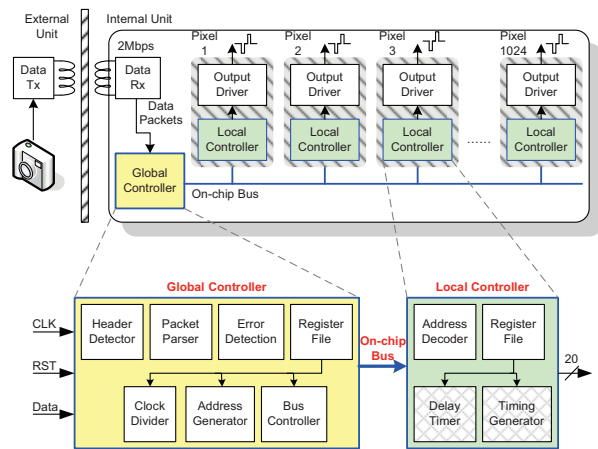 External
Unit
Internal Unit
2Mbps
Data
Tx
Data
Rx
Data
Packets
Global
Controller
On-chip Bus
Pixel
1
Output
Driver
Local
Controller
Pixel
2
Output
Driver
Local
Controller
Pixel
3
Output
Driver
Local
Controller
......
Pixel
1024
Output
Driver
Local
Controller
Global Controller
CLK
RST
Data
Header
Detector
Packet
Parser
Error
Detection
Register
File
Clock
Divider
Address
Generator
Bus
Controller
On-chip
Bus
Local Controller
Address
Decoder
Register
File
Delay
Timer
Timing
Generator
20